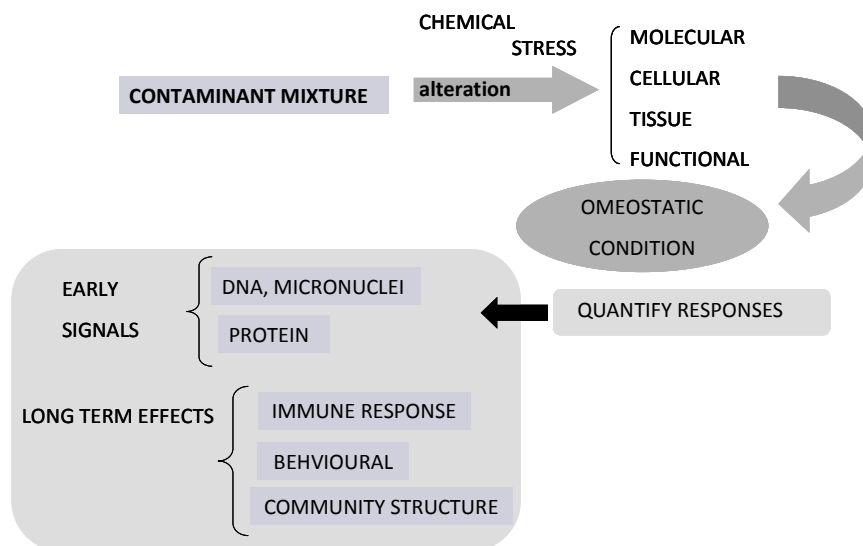 CHEMICAL
STRESS
CONTAMINANT MIXTURE
alteration
MOLECULAR
CELLULAR
TISSUE
FUNCTIONAL
OMEOSTATIC
CONDITION
QUANTIFY RESPONSES
EARLY
SIGNALS
DNA, MICRONUCLEI
PROTEIN
LONG TERM EFFECTS
IMMUNE RESPONSE
BEHVIOURAL
COMMUNITY STRUCTURE